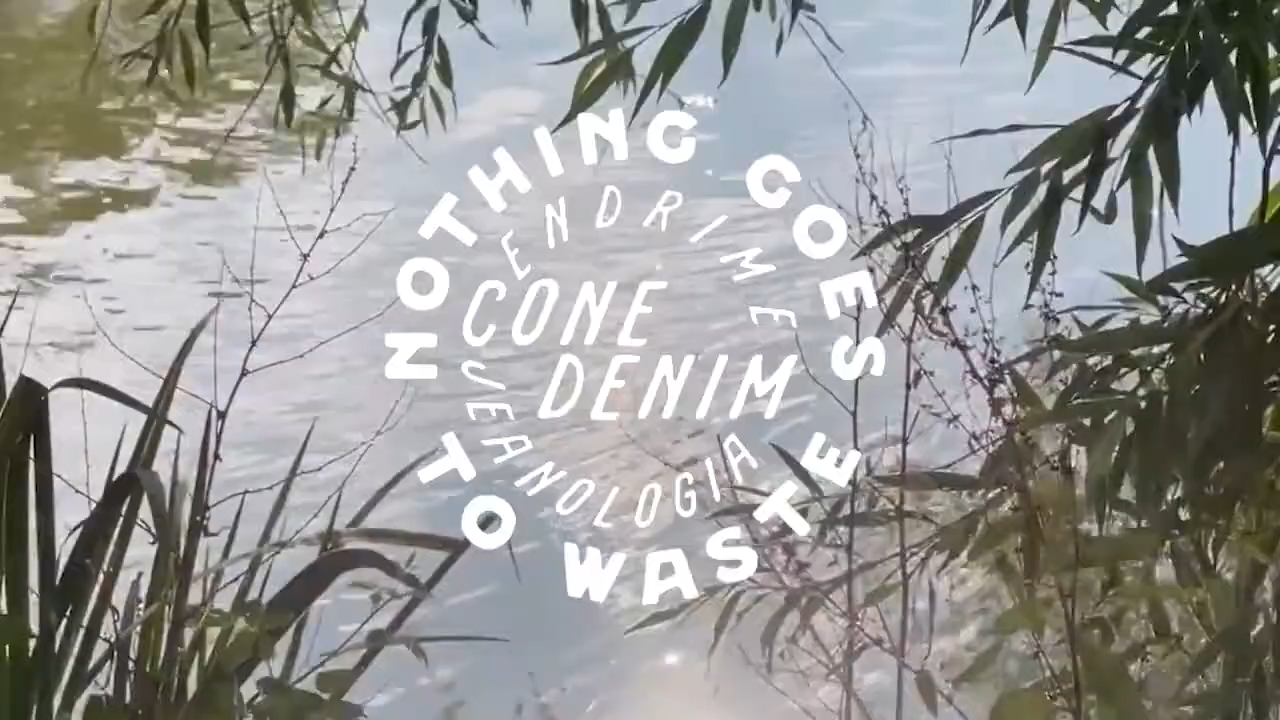 NOTHING GOES
TO WASTE
ENDRIME
CONE
DENIM
JEANOLOGIA